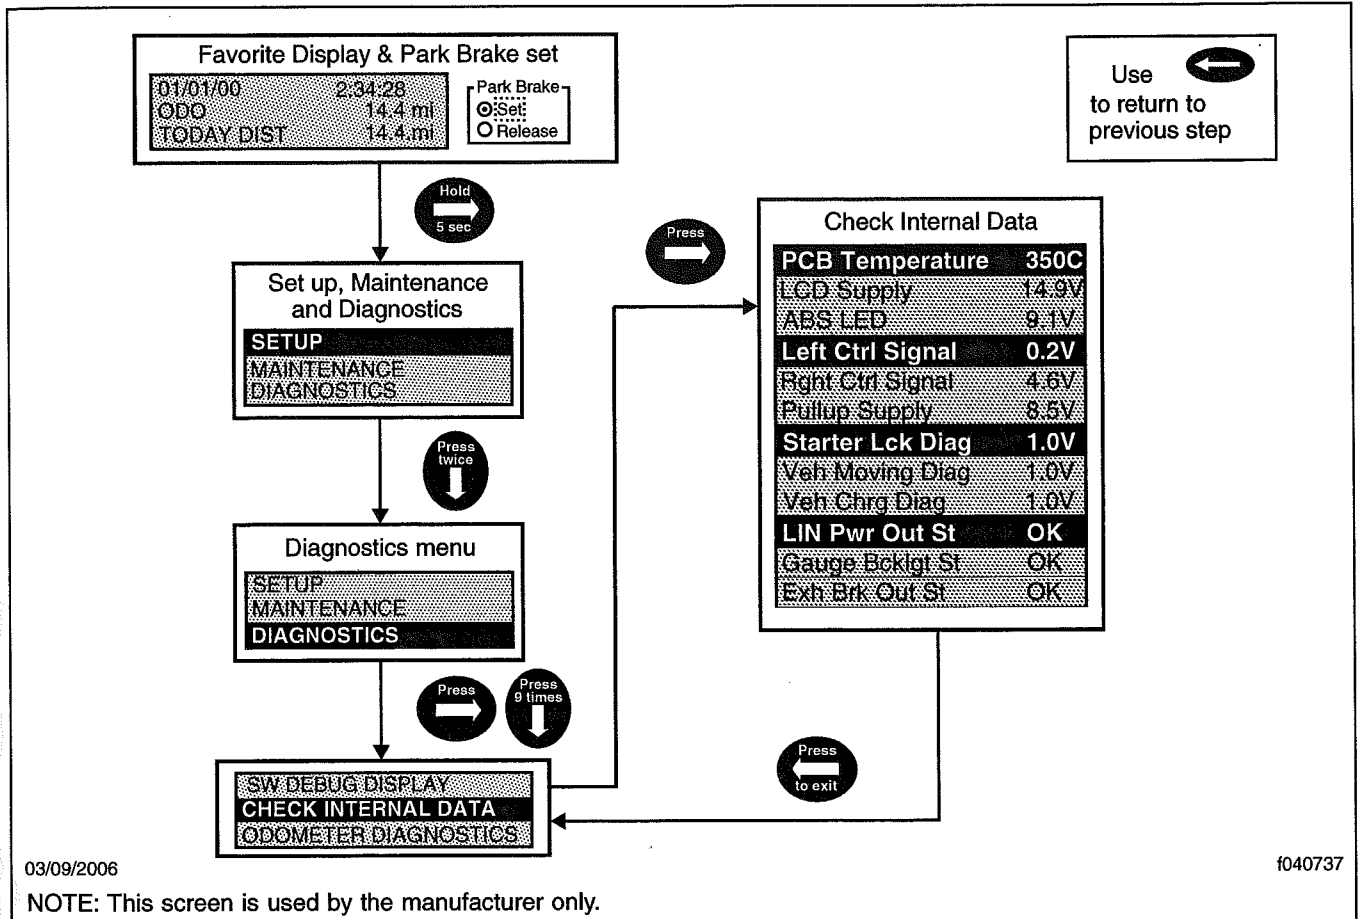 Favorite Display & Park Brake set
01/01/00 2:34:28
ODO 14.4 mi
TODAY DIST 14.4 mi
Park Brake
Set
Release
Use
to return to
previous step
Hold
5 sec
Set up, Maintenance
and Diagnostics
SETUP
MAINTENANCE
DIAGNOSTICS
Press
twice
Diagnostics menu
SETUP
MAINTENANCE
DIAGNOSTICS
Press
Press
9 times
SW DEBUG DISPLAY
CHECK INTERNAL DATA
ODOMETER DIAGNOSTICS
Press
Check Internal Data
PCB Temperature 350C
LCD Supply 14.9V
ABS LED 9.1V
Left Ctrl Signal 0.2V
Rght Ctrl Signal 4.6V
Pullup Supply 8.5V
Starter Lck Diag 1.0V
Veh Moving Diag 1.0V
Veh Chrg Diag 1.0V
LIN Pwr Out St OK
Gauge Bcklgt St OK
Exh Brk Out St OK
Press
to exit
03/09/2006
f040737
NOTE: This screen is used by the manufacturer only.